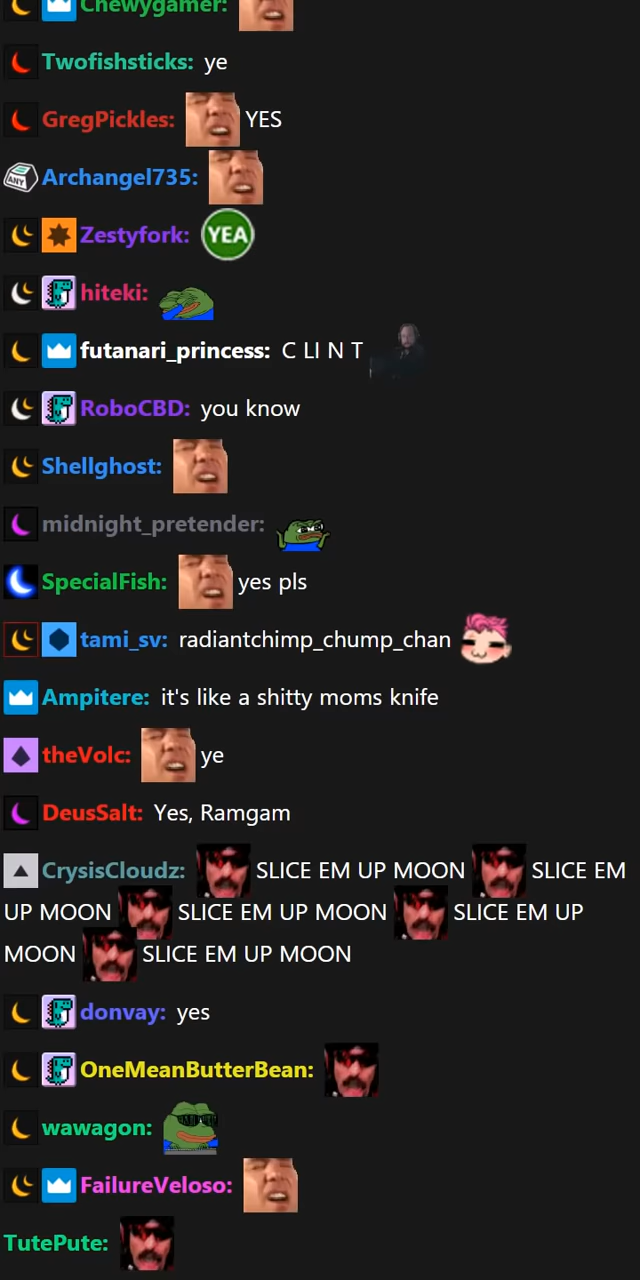 Chewygamer:
Twofishsticks: ye
GregPickles: YES
ANY Archangel735:
Zestyfork: YEA
hiteki:
futanari_princess: C LI N T
RoboCBD: you know
Shellghost:
midnight_pretender:
SpecialFish: yes pls
tami_sv: radiantchimp_chump_chan
Ampitere: it's like a shitty moms knife
theVolc: ye
DeusSalt: Yes, Ramgam
CrysisCloudz: SLICE EM UP MOON SLICE EM
UP MOON SLICE EM UP MOON SLICE EM UP
MOON SLICE EM UP MOON
donvay: yes
OneMeanButterBean:
wawagon:
FailureVeloso:
TutePute: